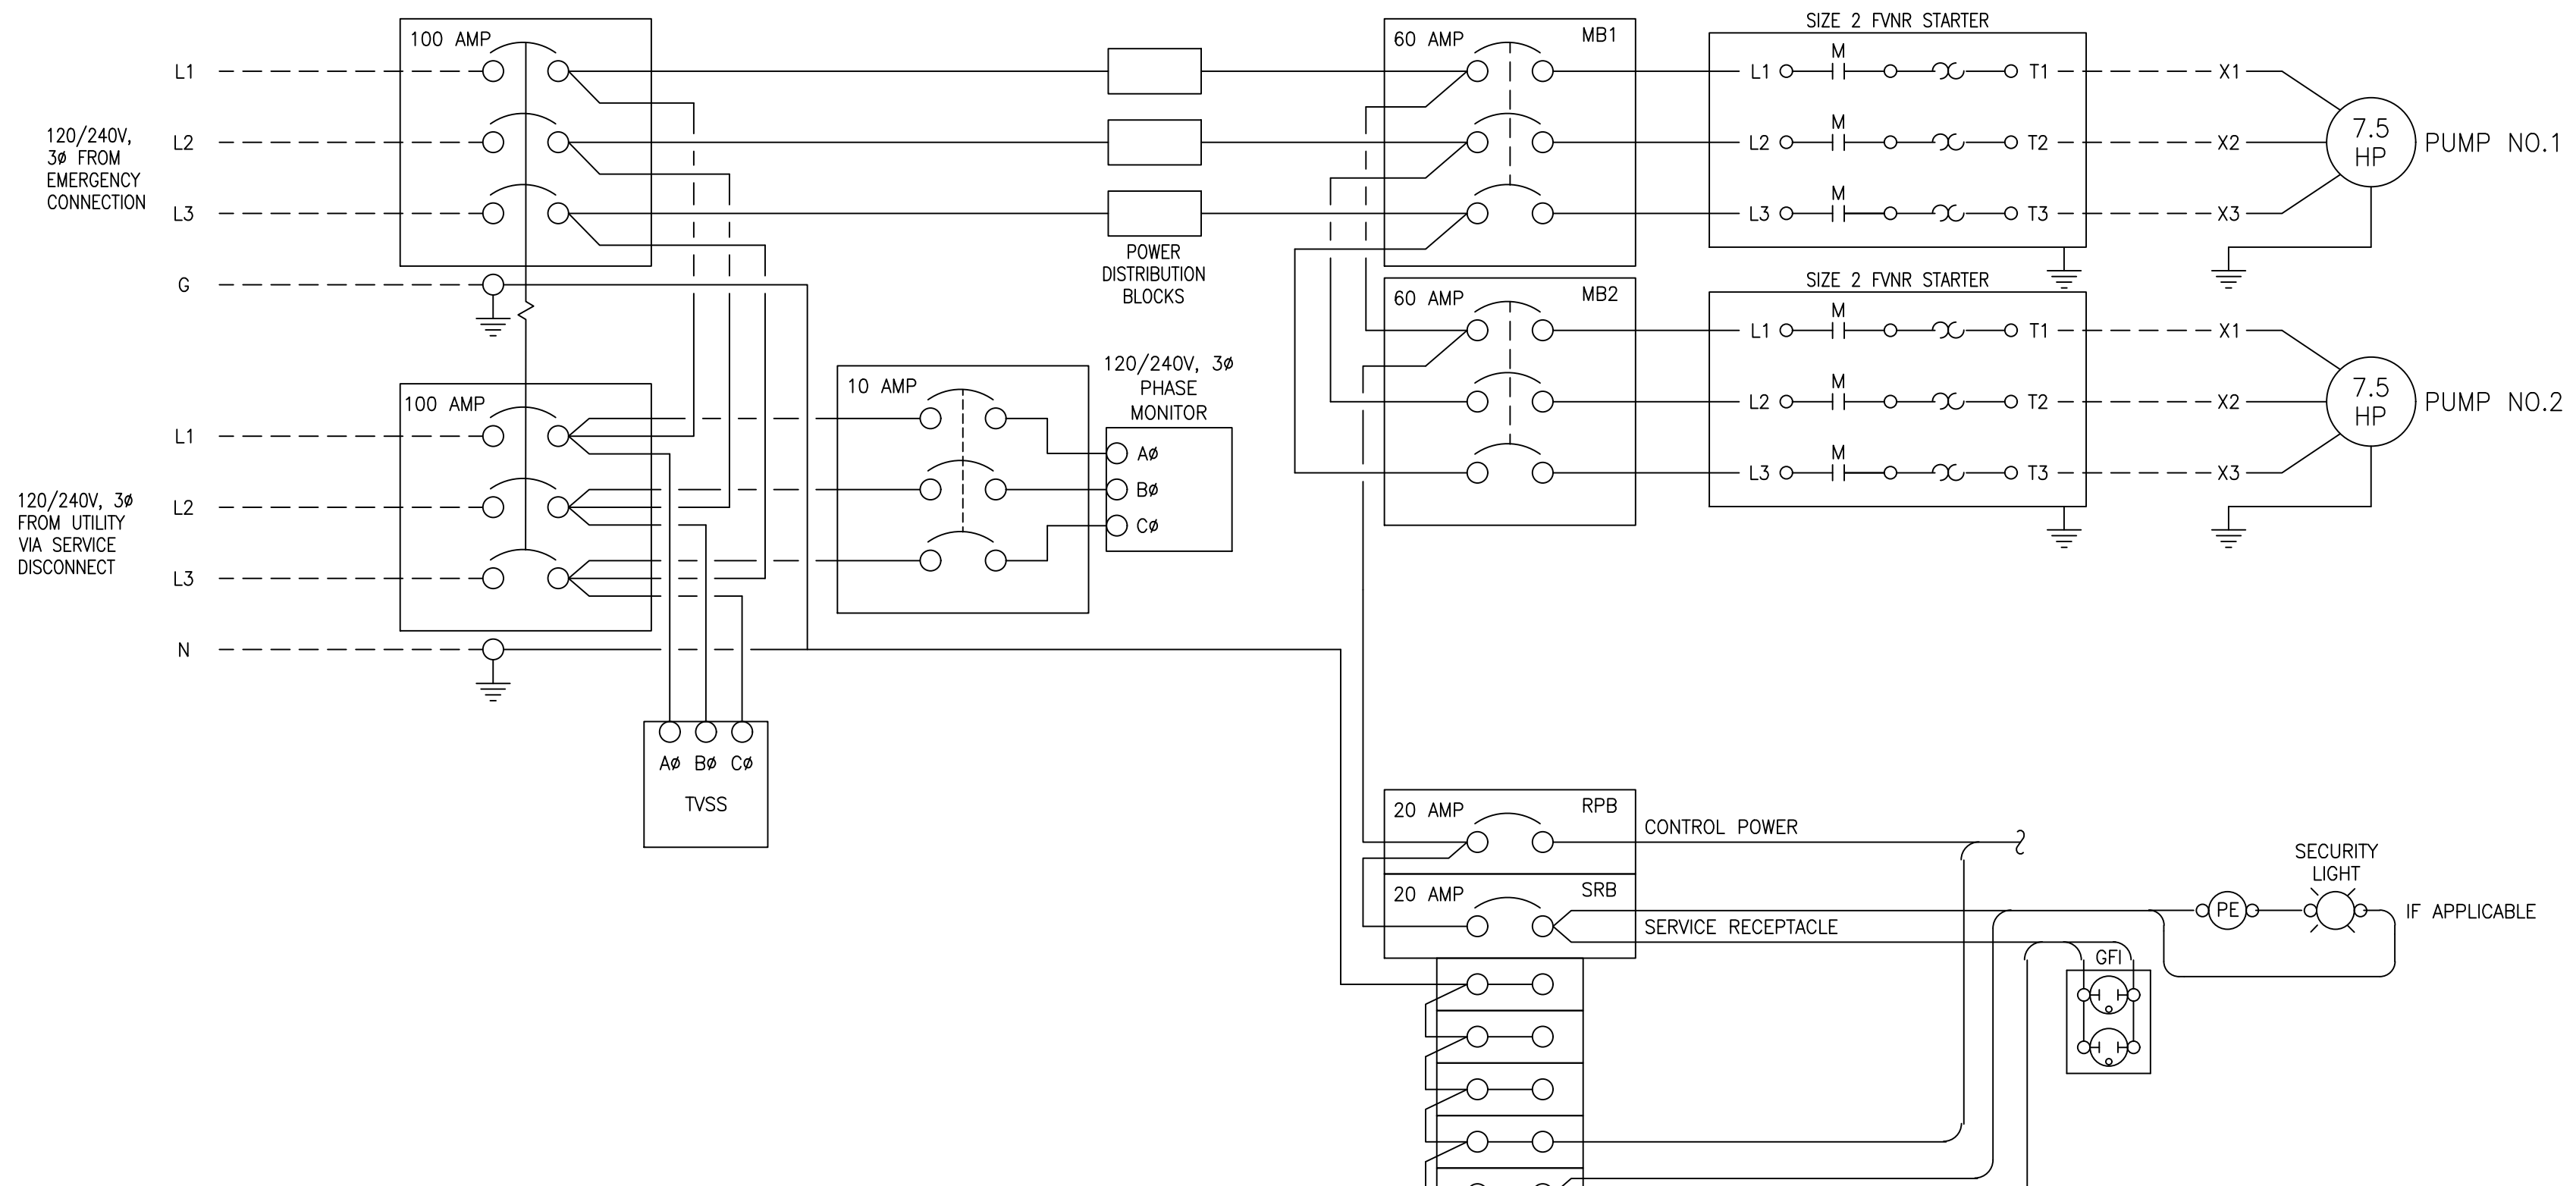 100 AMP
L1
L2
L3
G
120/240V,
3ø FROM
EMERGENCY
CONNECTION
100 AMP
L1
L2
L3
N
120/240V, 3ø
FROM UTILITY
VIA SERVICE
DISCONNECT
Aø Bø Cø
TVSS
10 AMP
120/240V, 3ø
PHASE
MONITOR
Aø
Bø
Cø
POWER
DISTRIBUTION
BLOCKS
60 AMP MB1
SIZE 2 FVNR STARTER
M
L1 T1 X1
M
L2 T2 X2
M
L3 T3 X3
7.5
HP
PUMP NO.1
60 AMP MB2
SIZE 2 FVNR STARTER
M
L1 T1 X1
M
L2 T2 X2
M
L3 T3 X3
7.5
HP
PUMP NO.2
20 AMP RPB
CONTROL POWER
20 AMP SRB
SERVICE RECEPTACLE
SECURITY
LIGHT
PE
IF APPLICABLE
GFI